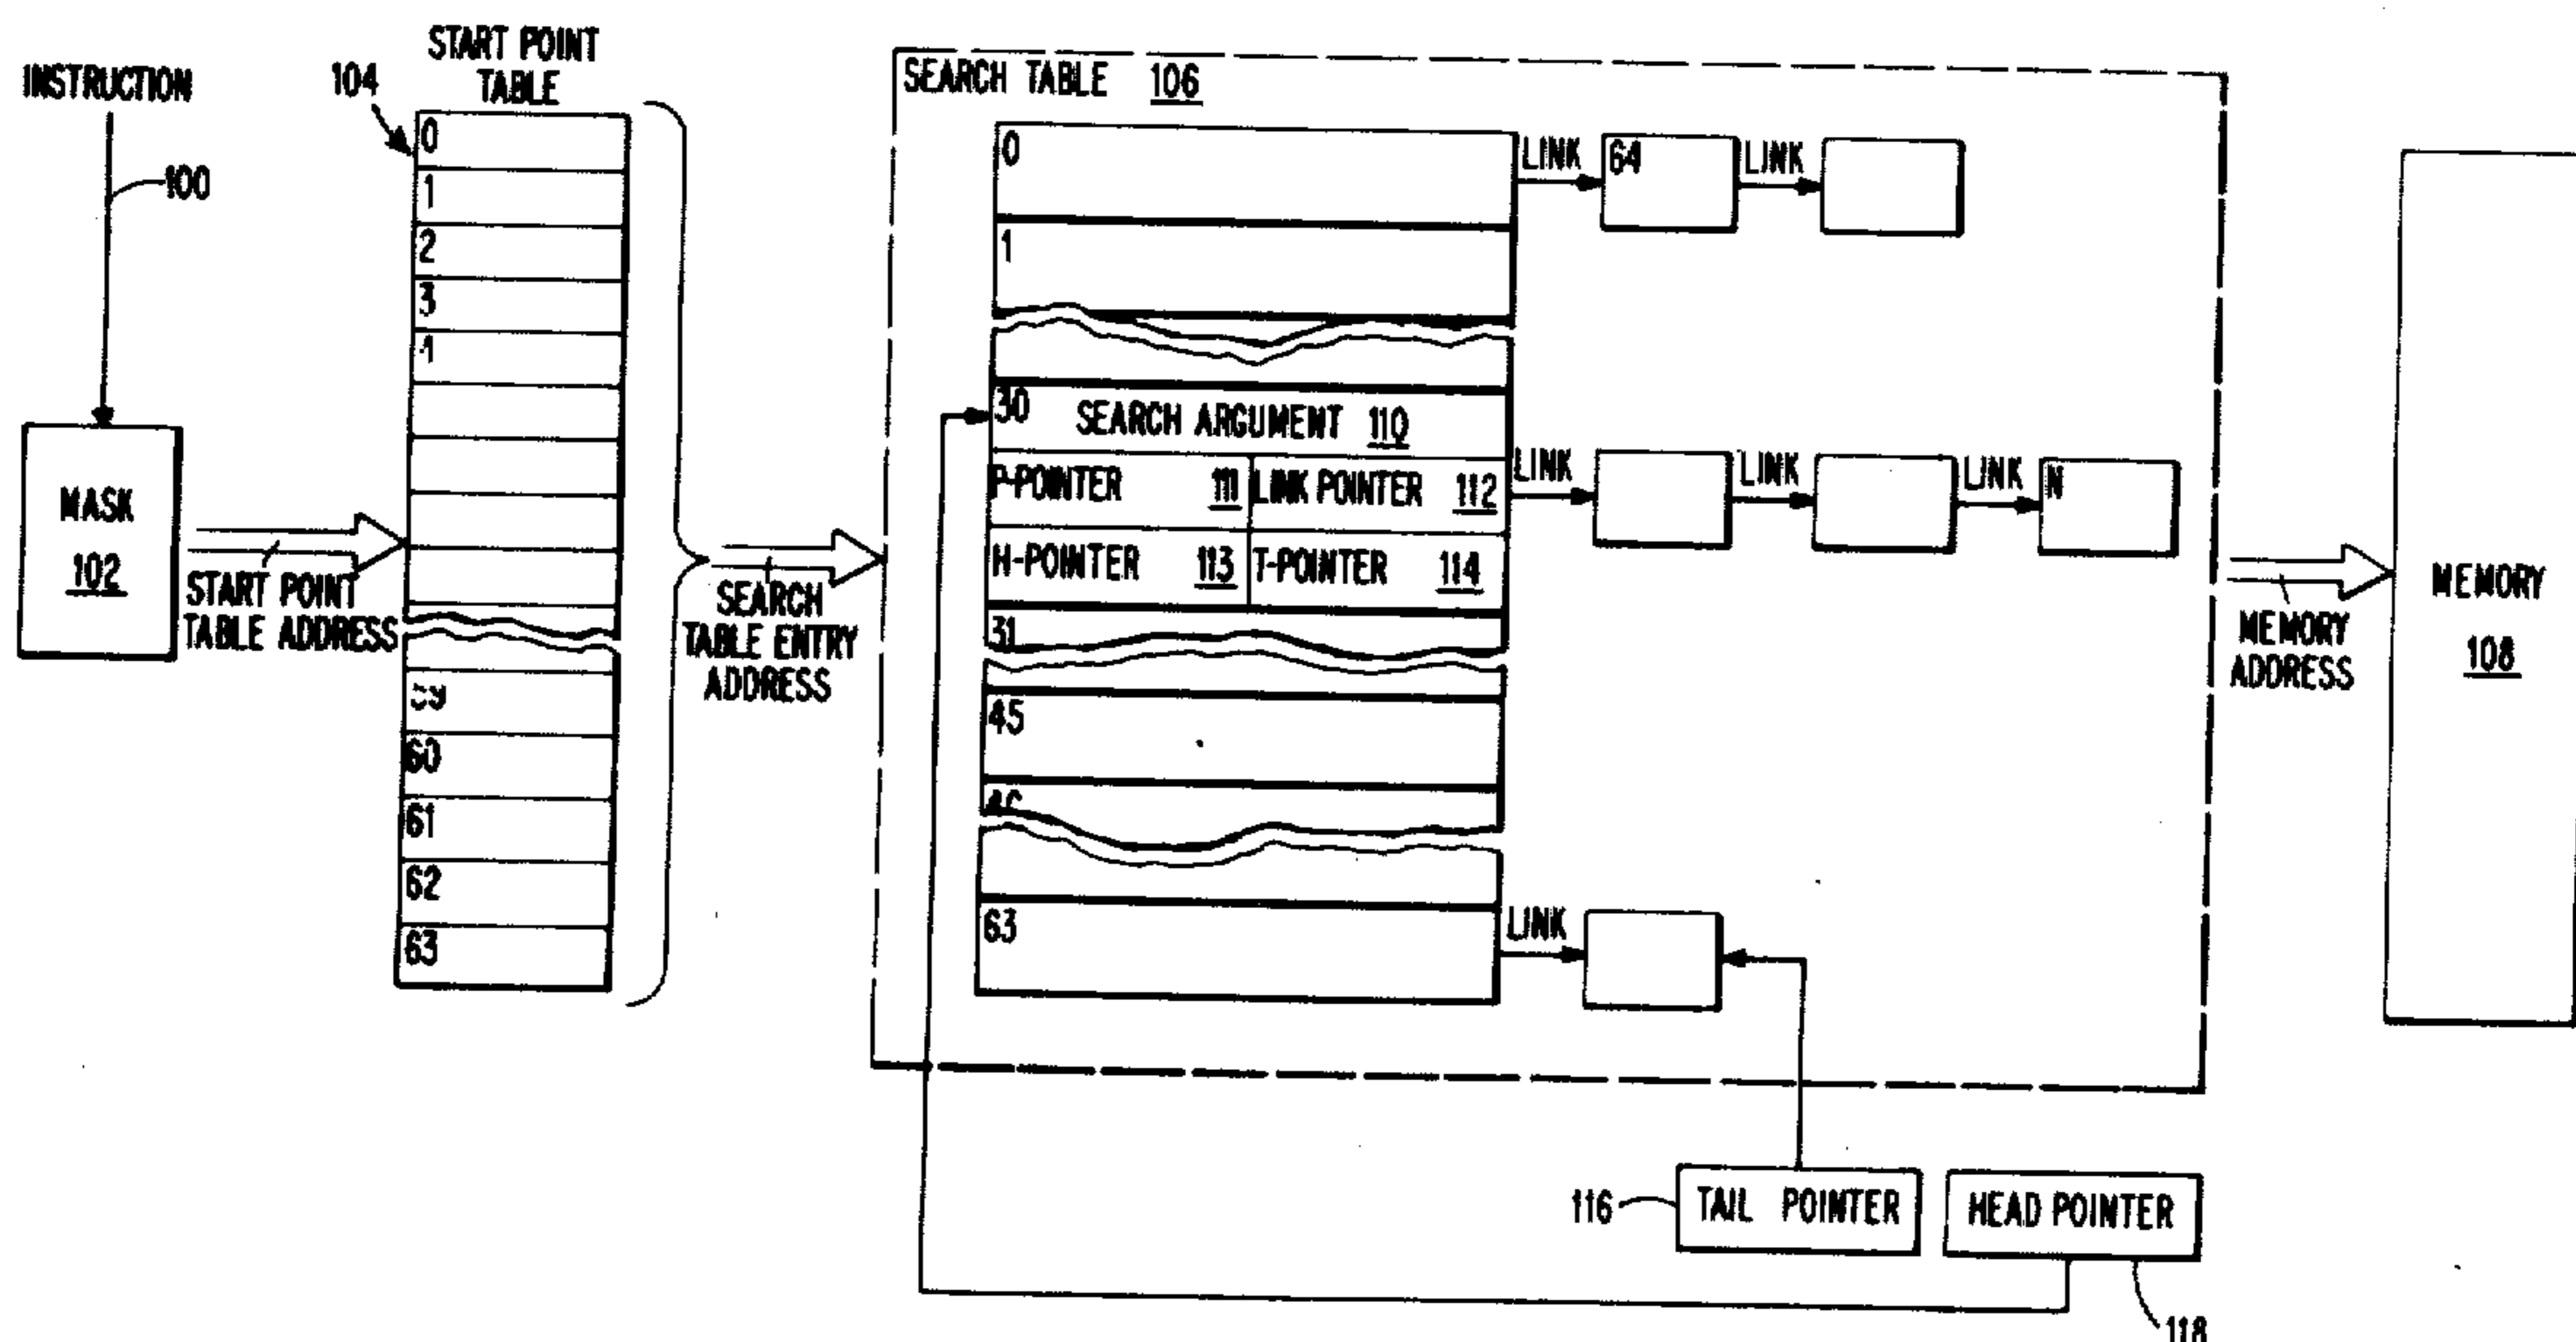 INSTRUCTION
100
MASK
102
START POINT
TABLE ADDRESS
START POINT
TABLE
104
0
1
2
3
60
61
62
63
SEARCH
TABLE ENTRY
ADDRESS
SEARCH TABLE 106
0
LINK
64
LINK
1
30
SEARCH ARGUMENT 110
P-POINTER 111
LINK POINTER 112
H-POINTER 113
T-POINTER 114
LINK
LINK
LINK
N
31
45
46
63
LINK
MEMORY
ADDRESS
MEMORY
108
116
TAIL POINTER
HEAD POINTER
118